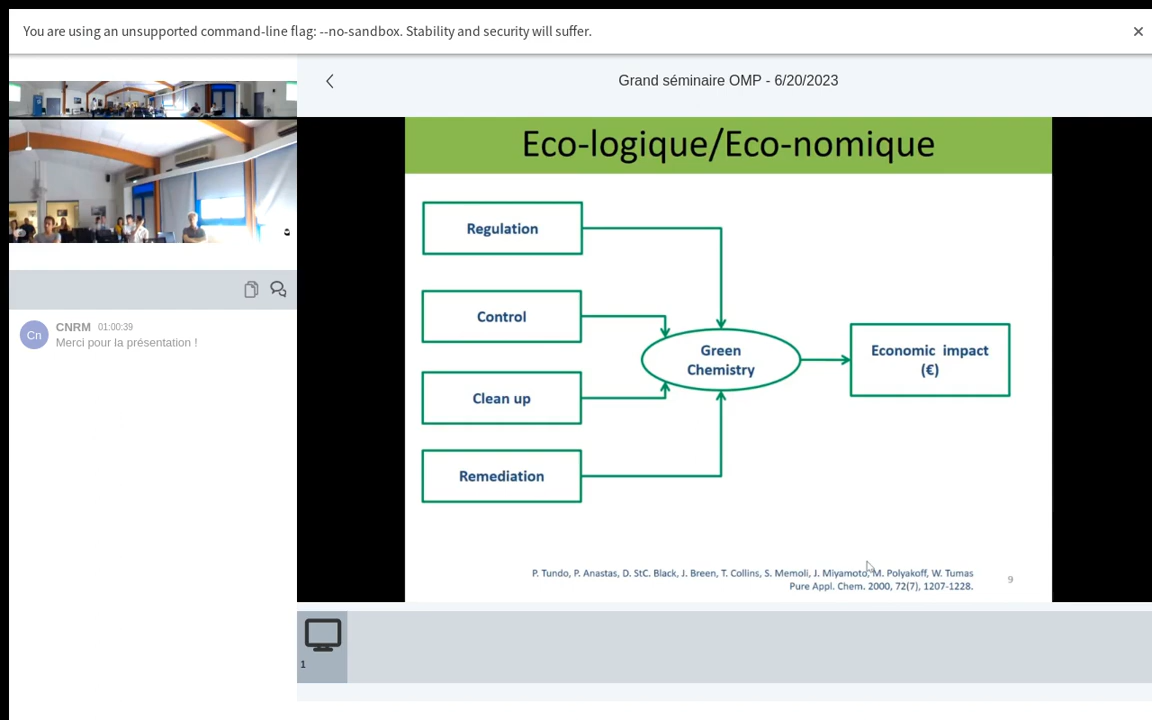 You are using an unsupported command-line flag: --no-sandbox. Stability and security will suffer.
Grand séminaire OMP - 6/20/2023
Cn
CNRM 01:00:39
Merci pour la présentation !
Eco-logique/Eco-nomique
Regulation
Control
Clean up
Remediation
Green
Chemistry
Economic impact
(€)
P. Tundo, P. Anastas, D. StC. Black, J. Breen, T. Collins, S. Memoli, J. Miyamoto, M. Polyakoff, W. Tumas
Pure Appl. Chem. 2000, 72(7), 1207-1228.
9
1